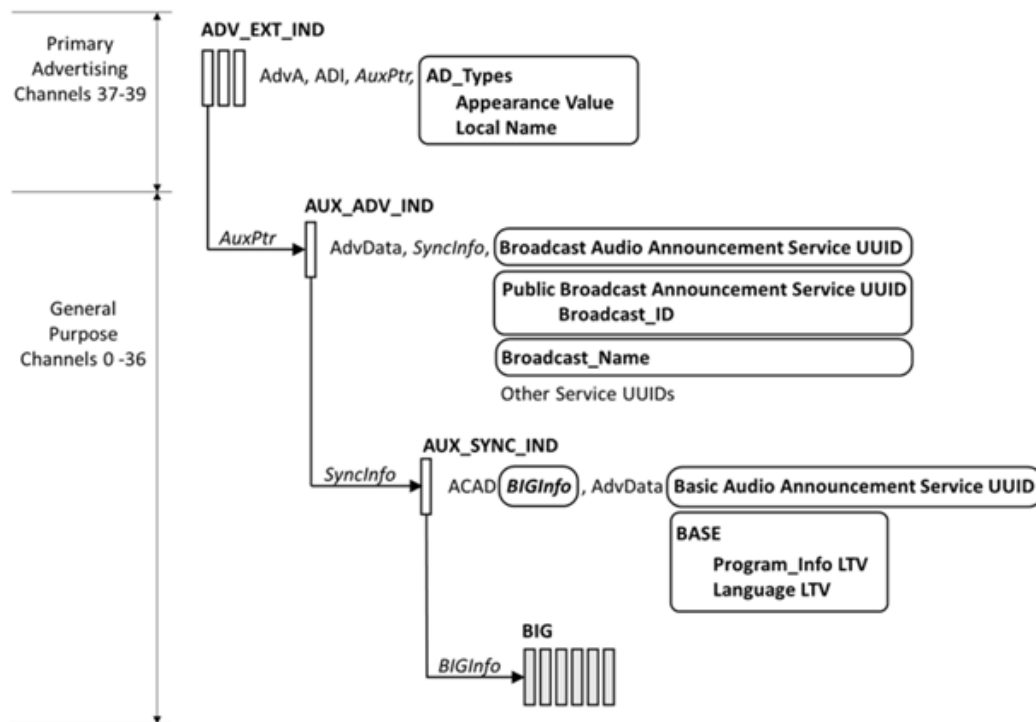 Primary
Advertising
Channels 37-39
ADV_EXT_IND
AdvA, ADI, AuxPtr,
AD_Types
Appearance Value
Local Name
General
Purpose
Channels 0 -36
AUX_ADV_IND
AuxPtr
AdvData, SyncInfo,
Broadcast Audio Announcement Service UUID
Public Broadcast Announcement Service UUID
Broadcast_ID
Broadcast_Name
Other Service UUIDs
AUX_SYNC_IND
SyncInfo
ACAD BIGInfo , AdvData
Basic Audio Announcement Service UUID
BASE
Program_Info LTV
Language LTV
BIG
BIGInfo